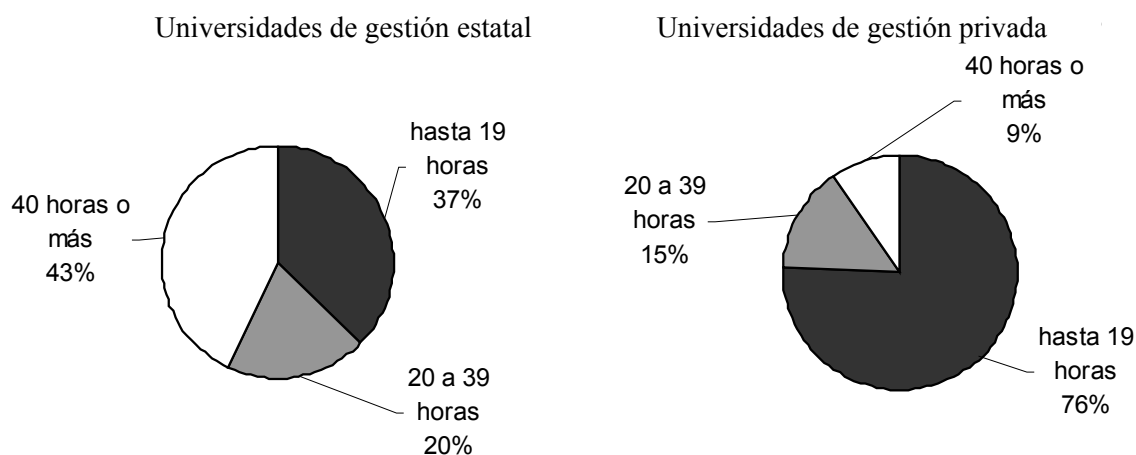 Universidades de gestión estatal
Universidades de gestión privada
hasta 19
horas
37%
40 horas o
más
43%
20 a 39
horas
20%
40 horas o
más
9%
20 a 39
horas
15%
hasta 19
horas
76%